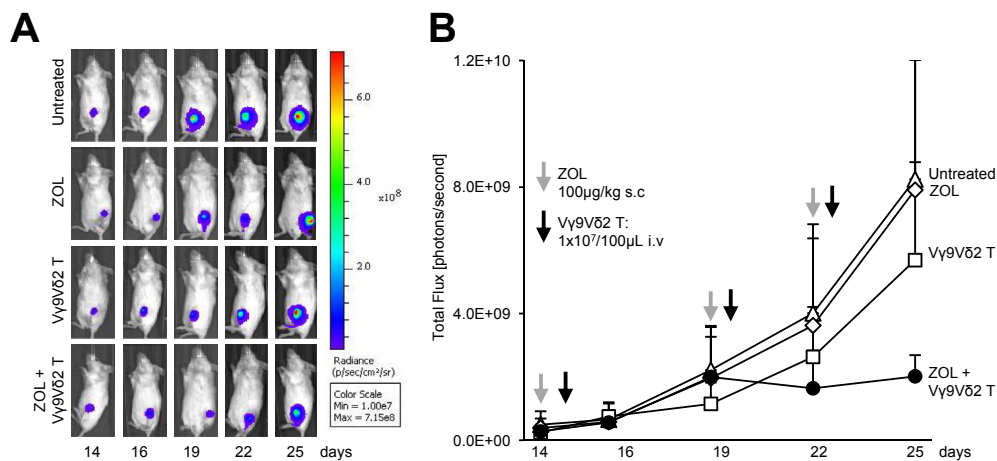 A
Untreated
ZOL
Vγ9Vδ2 T
ZOL +
Vγ9Vδ2 T
14 16 19 22 25 days
6.0
x10⁸
4.0
2.0
Radiance
(p/sec/cm²/sr)
Color Scale
Min = 1.00e7
Max = 7.15e8
B
Total Flux [photons/second]
1.2E+10
8.0E+09
4.0E+09
0.0E+00
ZOL
100µg/kg s.c
Vγ9Vδ2 T:
1x10⁷/100µL i.v
Untreated
ZOL
Vγ9Vδ2 T
ZOL +
Vγ9Vδ2 T
14 16 19 22 25 days